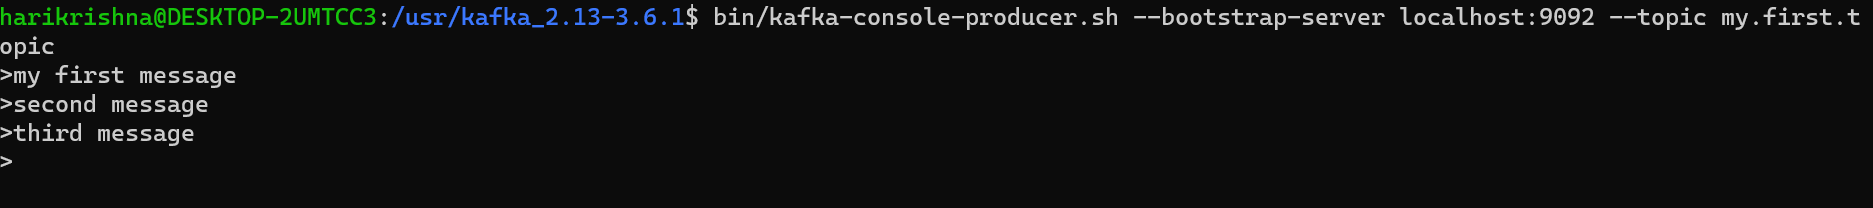 harikrishna@DESKTOP-2UMTCC3:/usr/kafka_2.13-3.6.1$ bin/kafka-console-producer.sh --bootstrap-server localhost:9092 --topic my.first.t
opic
>my first message
>second message
>third message
>